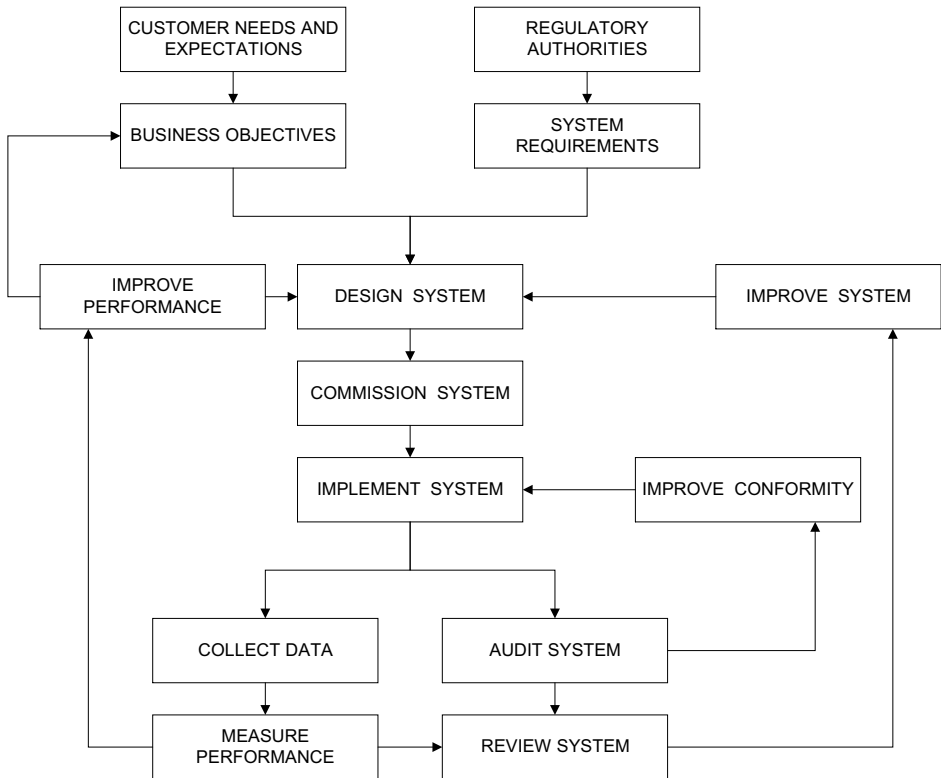 CUSTOMER NEEDS AND
EXPECTATIONS
REGULATORY
AUTHORITIES
BUSINESS OBJECTIVES
SYSTEM
REQUIREMENTS
IMPROVE
PERFORMANCE
DESIGN SYSTEM
IMPROVE SYSTEM
COMMISSION SYSTEM
IMPLEMENT SYSTEM
IMPROVE CONFORMITY
COLLECT DATA
AUDIT SYSTEM
MEASURE
PERFORMANCE
REVIEW SYSTEM